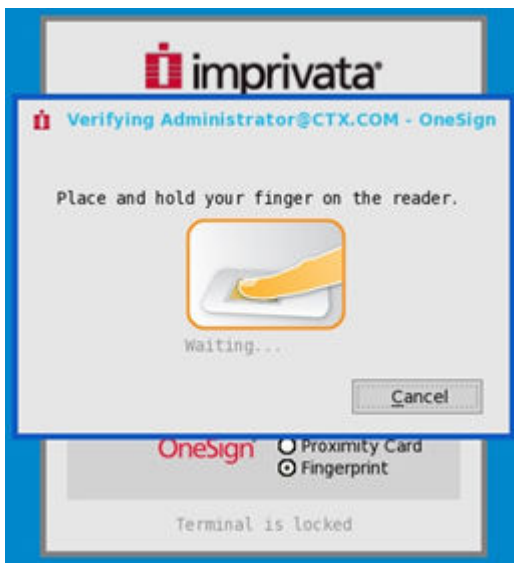 imprivata
Verifying Administrator@CTX.COM - OneSign
Place and hold your finger on the reader.
Waiting...
Cancel
OneSign
Proximity Card
Fingerprint
Terminal is locked